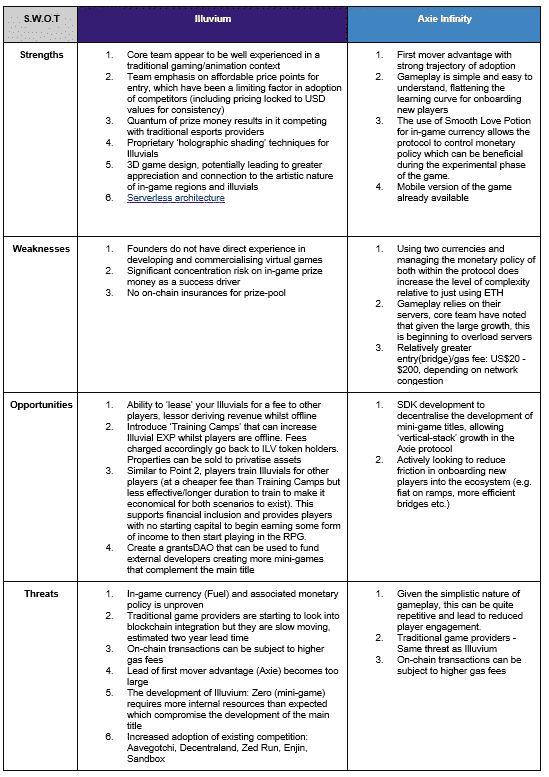 S.W.O.T
Illuvium
Axie Infinity
Strengths
1. Core team appear to be well experienced in a
traditional gaming/animation context
2. Team emphasis on affordable price points for
entry, which have been a limiting factor in adoption
of competitors (including pricing locked to USD
values for consistency)
3. Quantum of prize money results in it competing
with traditional esports providers
4. Proprietary 'holographic shading' techniques for
Illuvials
5. 3D game design, potentially leading to greater
appreciation and connection to the artistic nature
of in-game regions and illuvials
6. Serverless architecture
1. First mover advantage with
strong trajectory of adoption
2. Gameplay is simple and easy to
understand, flattening the
learning curve for onboarding
new players
3. The use of Smooth Love Potion
for in-game currency allows the
protocol to control monetary
policy which can be beneficial
during the experimental phase
of the game.
4. Mobile version of the game
already available
Weaknesses
1. Founders do not have direct experience in
developing and commercialising virtual games
2. Significant concentration risk on in-game prize
money as a success driver
3. No on-chain insurances for prize-pool
1. Using two currencies and
managing the monetary policy of
both within the protocol does
increase the level of complexity
relative to just using ETH
2. Gameplay relies on their
servers, core team have noted
that given the large growth, this
is beginning to overload servers
3. Relatively greater
entry(bridge)/gas fee: US$20 -
$200, depending on network
congestion
Opportunities
1. Ability to 'lease' your Illuvials for a fee to other
players, lessor deriving revenue whilst offline
2. Introduce 'Training Camps' that can increase
Illuvial EXP whilst players are offline. Fees
charged accordingly go back to ILV token holders.
Properties can be sold to privatise assets
3. Similar to Point 2, players train Illuvials for other
players (at a cheaper fee than Training Camps but
less effective/longer duration to train to make it
economical for both scenarios to exist). This
supports financial inclusion and provides players
with no starting capital to begin earning some form
of income to then start playing in the RPG.
4. Create a grantsDAO that can be used to fund
external developers creating more mini-games
that complement the main title
1. SDK development to
decentralise the development of
mini-game titles, allowing
'vertical-stack' growth in the
Axie protocol
2. Actively looking to reduce
friction in onboarding new
players into the ecosystem (e.g.
fiat on ramps, more efficient
bridges etc.)
Threats
1. In-game currency (Fuel) and associated monetary
policy is unproven
2. Traditional game providers are starting to look into
blockchain integration but they are slow moving,
estimated two year lead time
3. On-chain transactions can be subject to higher
gas fees
4. Lead of first mover advantage (Axie) becomes too
large
5. The development of Illuvium: Zero (mini-game)
requires more internal resources than expected
which compromise the development of the main
title
6. Increased adoption of existing competition:
Aavegotchi, Decentraland, Zed Run, Enjin,
Sandbox
1. Given the simplistic nature of
gameplay, this can be quite
repetitive and lead to reduced
player engagement.
2. Traditional game providers -
Same threat as Illuvium
3. On-chain transactions can be
subject to higher gas fees